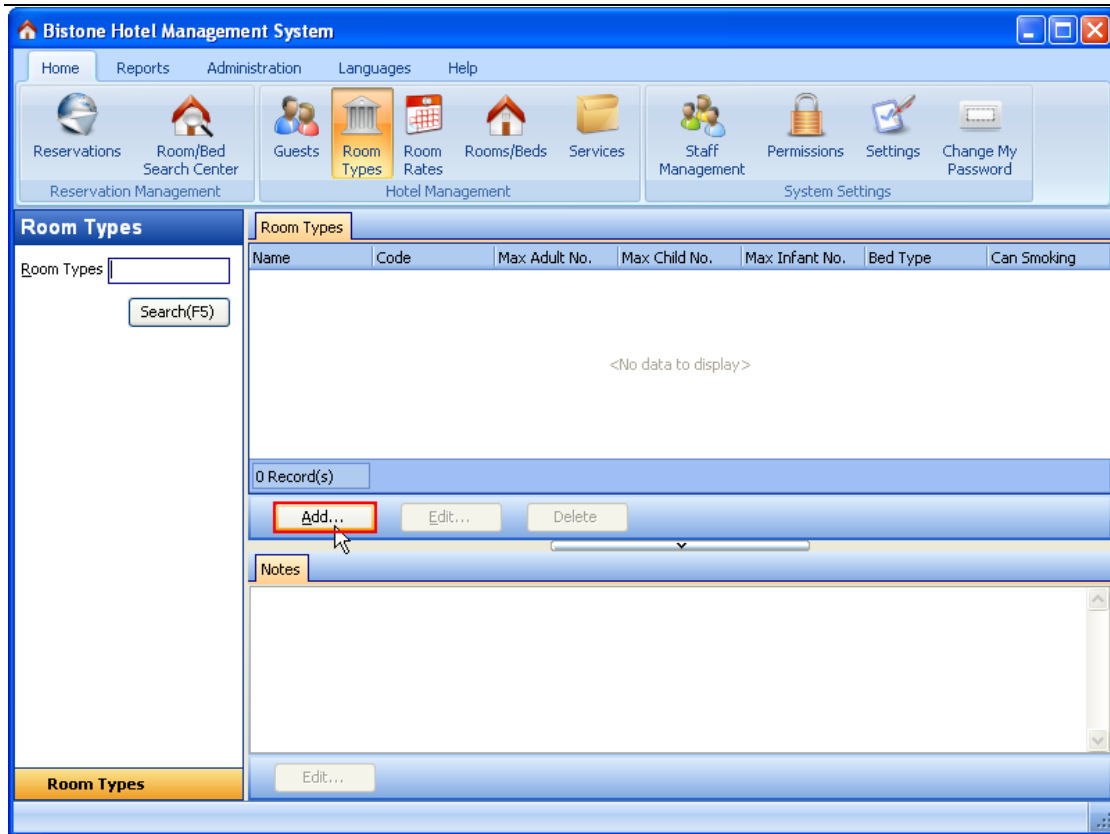 Bistone Hotel Management System
Home Reports Administration Languages Help
Reservations Room/Bed Search Center Guests Room Types Room Rates Rooms/Beds Services Staff Management Permissions Settings Change My Password
Reservation Management Hotel Management System Settings
Room Types
Room Types
Room Types
Search(F5)
Name Code Max Adult No. Max Child No. Max Infant No. Bed Type Can Smoking
<No data to display>
0 Record(s)
Add... Edit... Delete
Notes
Edit...
Room Types